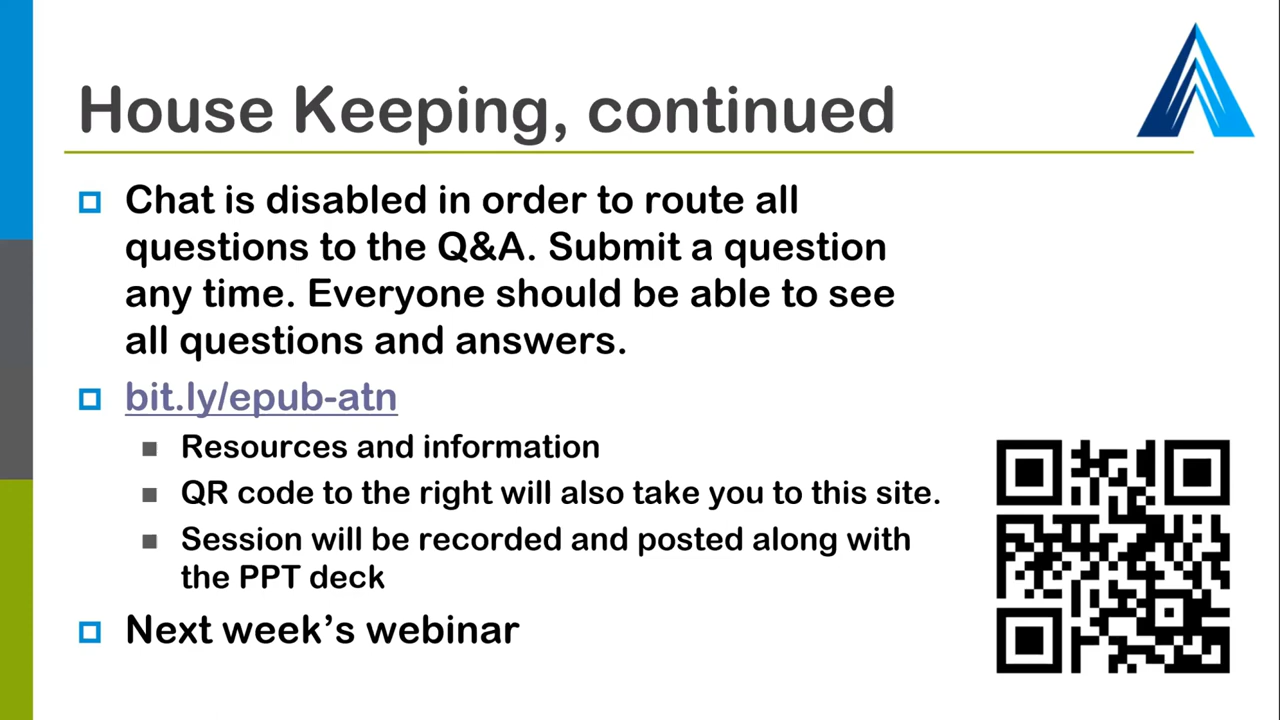 House Keeping, continued
Chat is disabled in order to route all
questions to the Q&A. Submit a question
any time. Everyone should be able to see
all questions and answers.
bit.ly/epub-atn
Resources and information
QR code to the right will also take you to this site.
Session will be recorded and posted along with
the PPT deck
Next week’s webinar